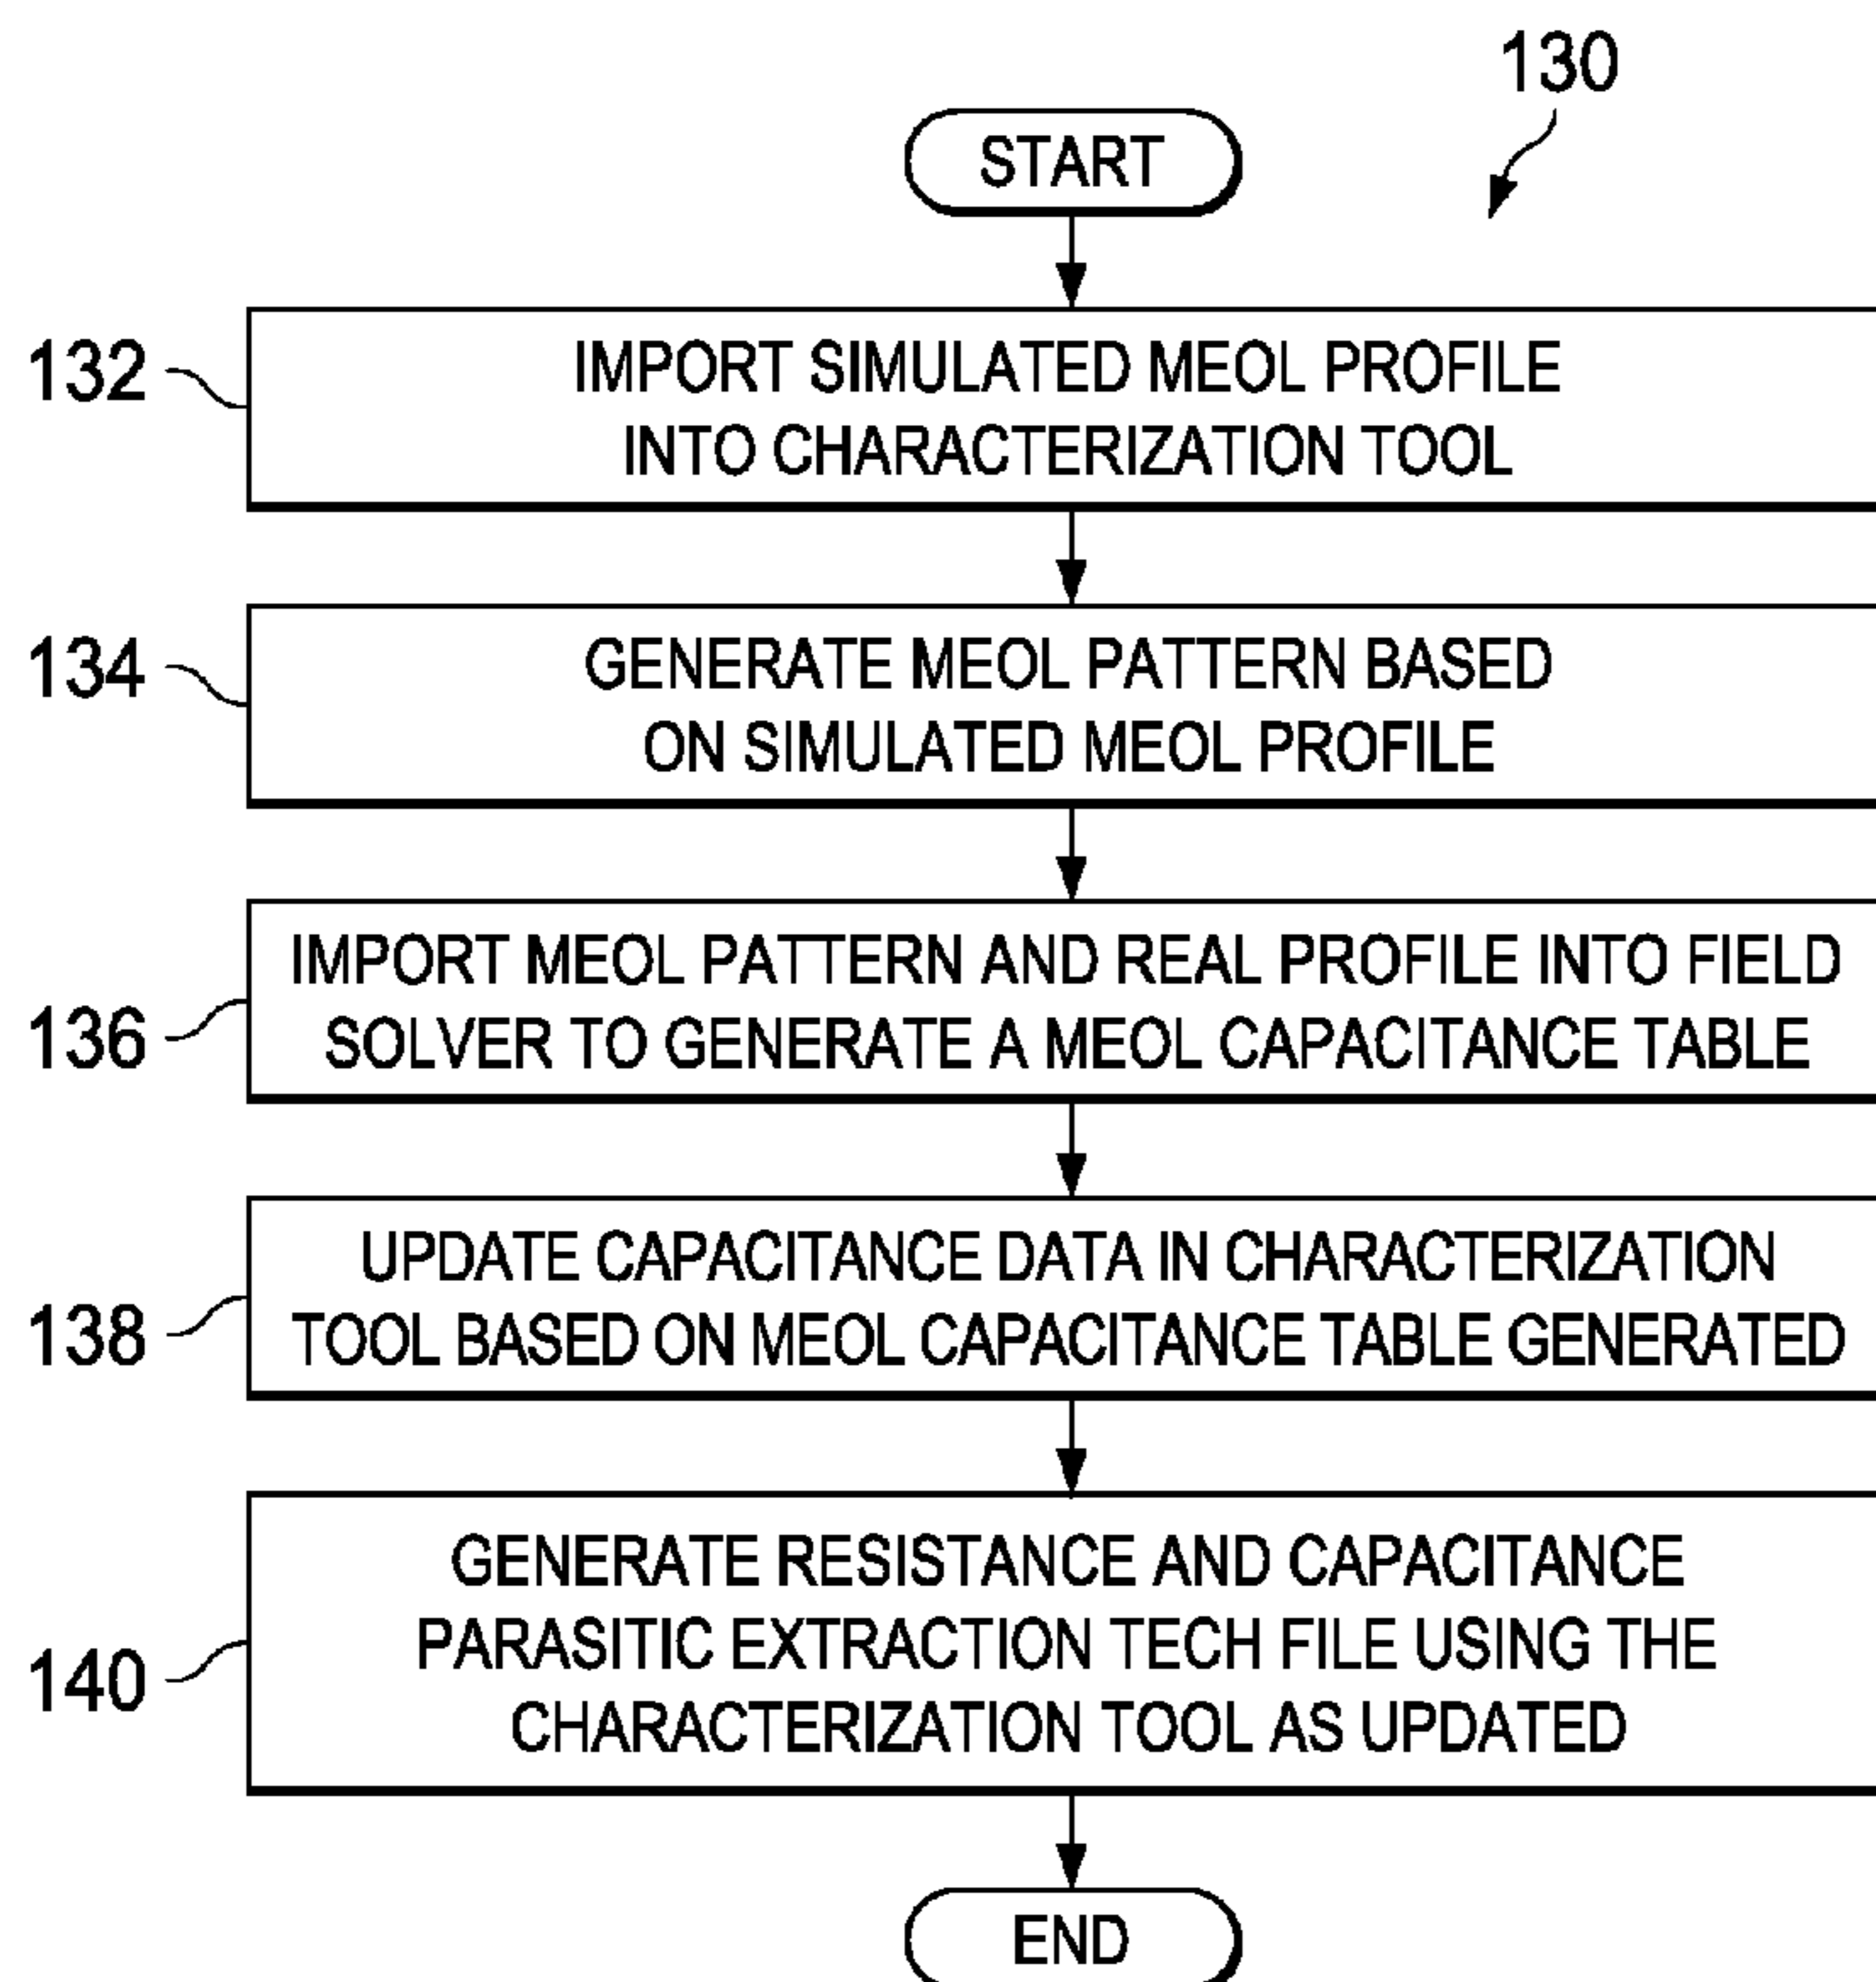 130
START
132
IMPORT SIMULATED MEOL PROFILE
INTO CHARACTERIZATION TOOL
134
GENERATE MEOL PATTERN BASED
ON SIMULATED MEOL PROFILE
136
IMPORT MEOL PATTERN AND REAL PROFILE INTO FIELD
SOLVER TO GENERATE A MEOL CAPACITANCE TABLE
138
UPDATE CAPACITANCE DATA IN CHARACTERIZATION
TOOL BASED ON MEOL CAPACITANCE TABLE GENERATED
140
GENERATE RESISTANCE AND CAPACITANCE
PARASITIC EXTRACTION TECH FILE USING THE
CHARACTERIZATION TOOL AS UPDATED
END